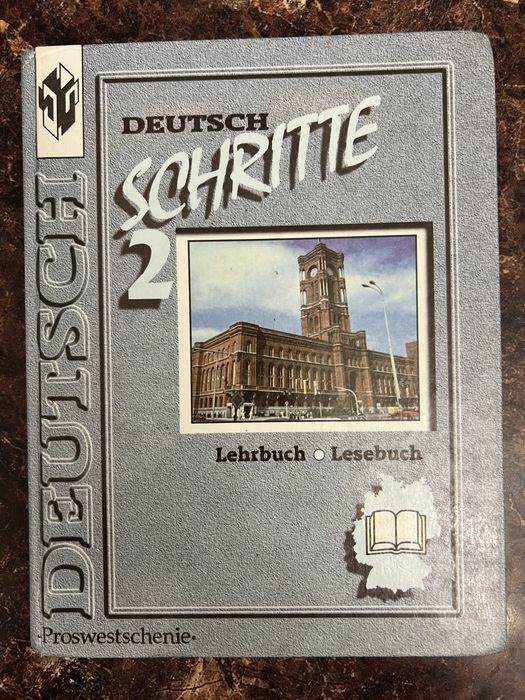 DEUTSCH
DEUTSCH
SCHRITTE
2
Lehrbuch Lesebuch
·Proswestschenie·